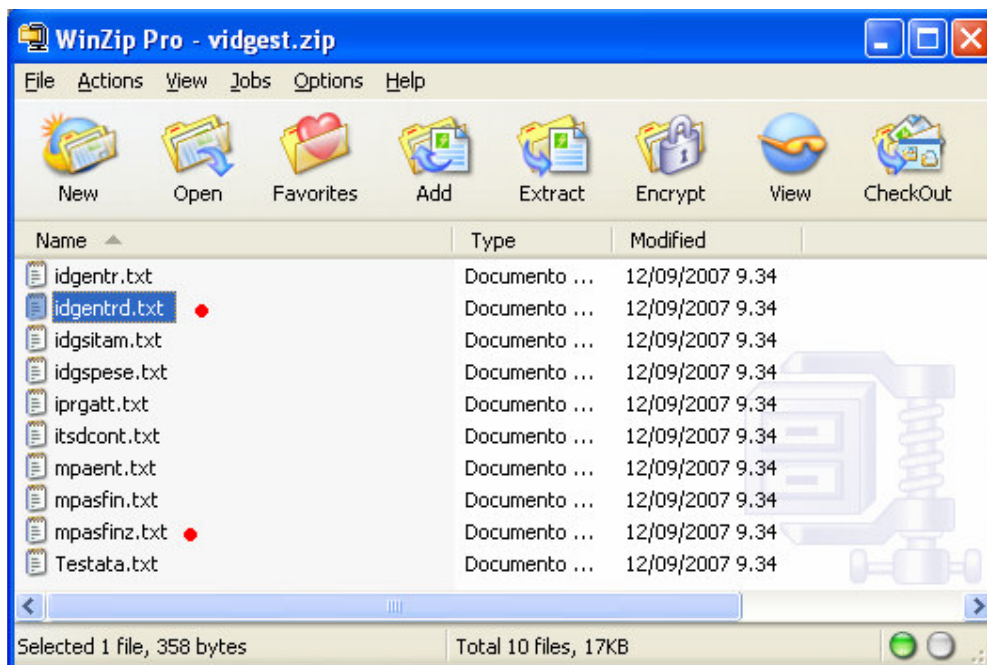 WinZip Pro - vidgest.zip
File Actions View Jobs Options Help
New Open Favorites Add Extract Encrypt View CheckOut
Name Type Modified
idgentr.txt Documento ... 12/09/2007 9.34
idgentrd.txt Documento ... 12/09/2007 9.34
idgsitam.txt Documento ... 12/09/2007 9.34
idgspese.txt Documento ... 12/09/2007 9.34
iprgatt.txt Documento ... 12/09/2007 9.34
itsdcont.txt Documento ... 12/09/2007 9.34
mpaent.txt Documento ... 12/09/2007 9.34
mpasfin.txt Documento ... 12/09/2007 9.34
mpasfinz.txt Documento ... 12/09/2007 9.34
Testata.txt Documento ... 12/09/2007 9.34
Selected 1 file, 358 bytes Total 10 files, 17KB